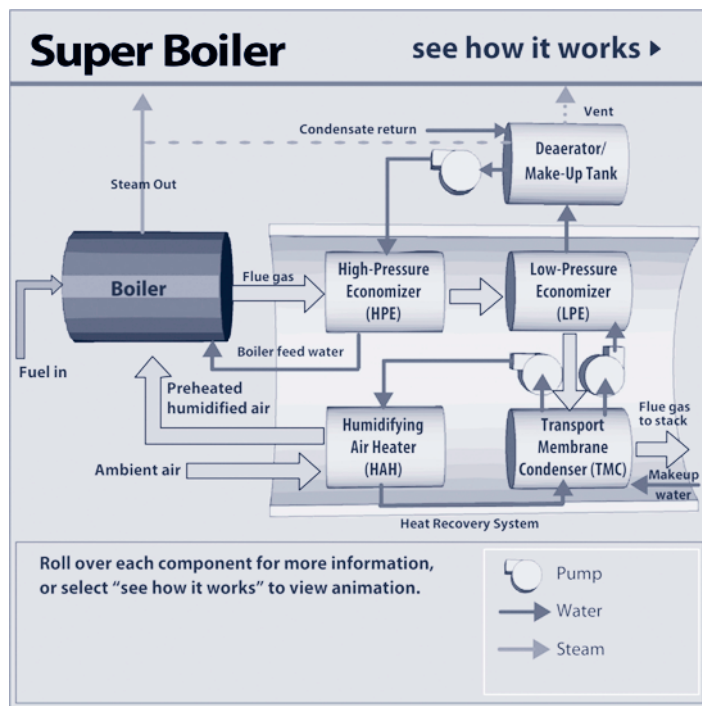 Super Boiler
see how it works
Vent
Condensate return
Deaerator/
Make-Up Tank
Steam Out
Boiler
Flue gas
High-Pressure
Economizer
(HPE)
Low-Pressure
Economizer
(LPE)
Fuel in
Boiler feed water
Preheated
humidified air
Flue gas
to stack
Ambient air
Humidifying
Air Heater
(HAH)
Transport
Membrane
Condenser (TMC)
Makeup
water
Heat Recovery System
Roll over each component for more information,
or select “see how it works” to view animation.
Pump
Water
Steam